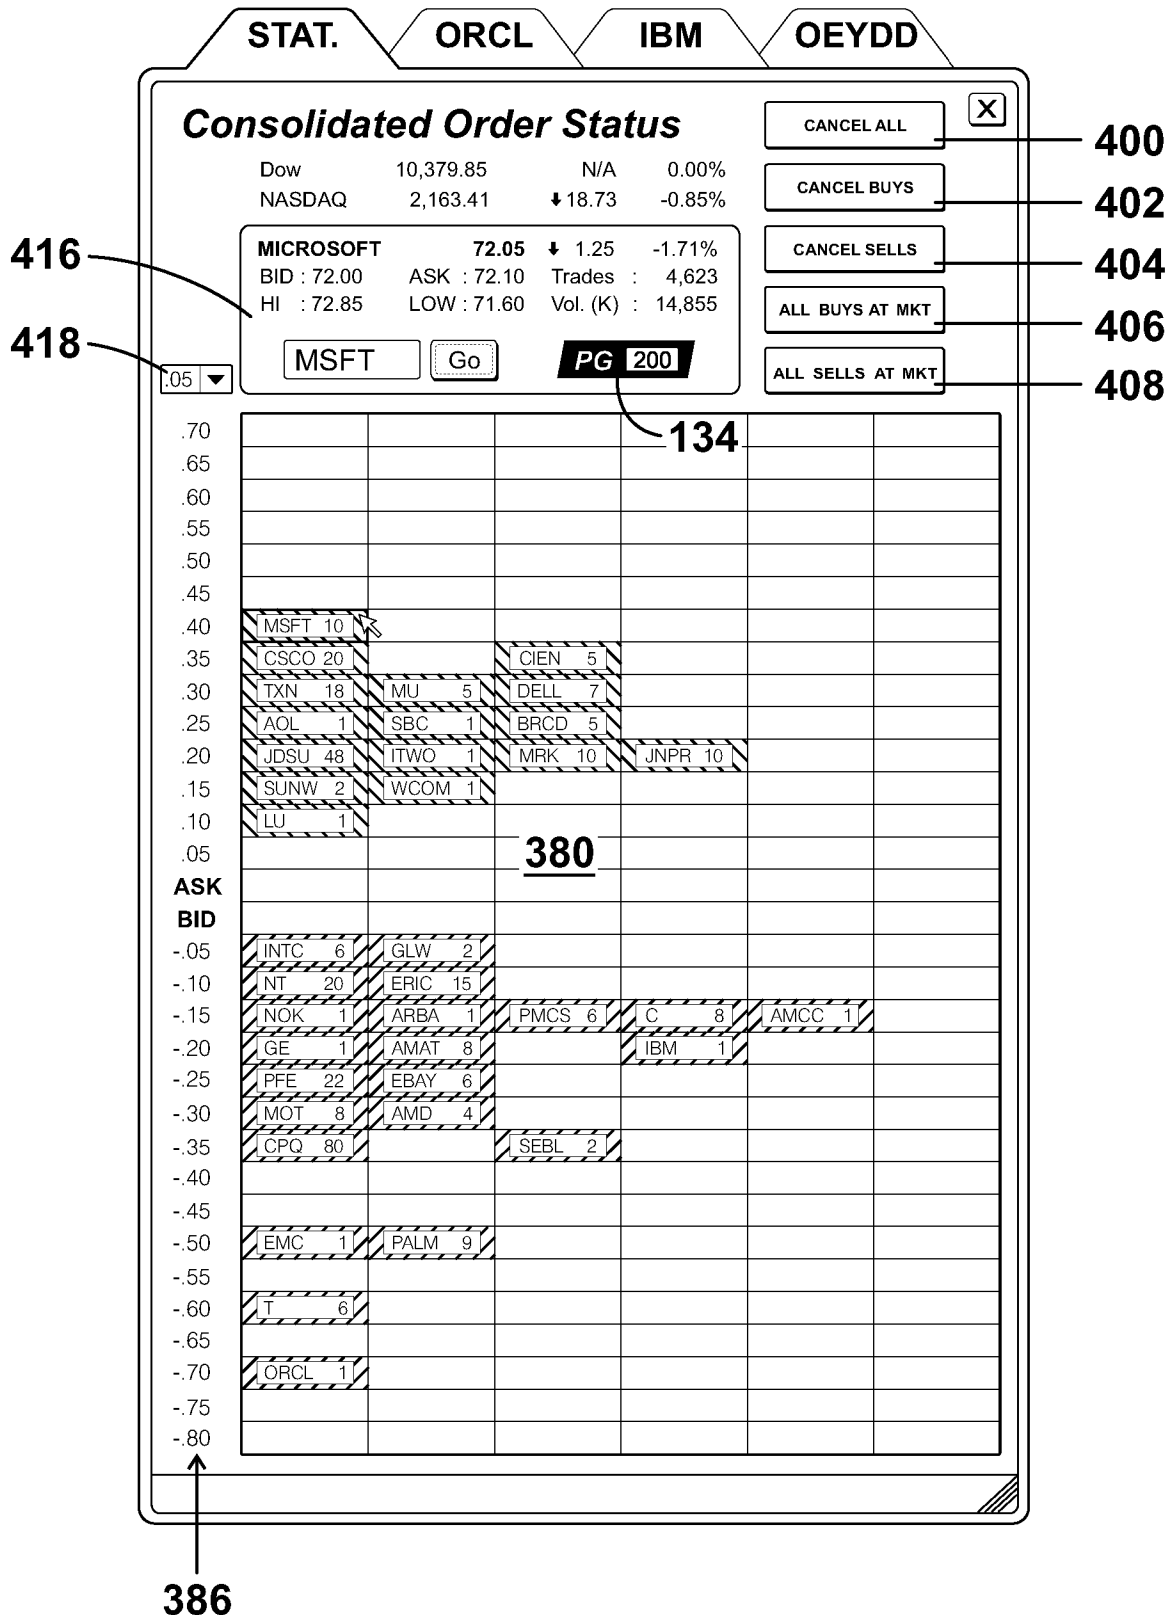 STAT. ORCL IBM OEYDD
Consolidated Order Status
X
CANCEL ALL
400
Dow 10,379.85 N/A 0.00%
NASDAQ 2,163.41 18.73 -0.85%
CANCEL BUYS
402
416
MICROSOFT 72.05 1.25 -1.71%
BID : 72.00 ASK : 72.10 Trades : 4,623
HI : 72.85 LOW : 71.60 Vol. (K) : 14,855
CANCEL SELLS
404
ALL BUYS AT MKT
406
418
.05
MSFT Go PG 200
ALL SELLS AT MKT
408
134
.70
.65
.60
.55
.50
.45
.40 MSFT 10
.35 CSCO 20 CIEN 5
.30 TXN 18 MU 5 DELL 7
.25 AOL 1 SBC 1 BRCD 5
.20 JDSU 48 ITWO 1 MRK 10 JNPR 10
.15 SUNW 2 WCOM 1
.10 LU 1
.05
380
ASK
BID
-.05 INTC 6 GLW 2
-.10 NT 20 ERIC 15
-.15 NOK 1 ARBA 1 PMCS 6 C 8 AMCC 1
-.20 GE 1 AMAT 8 IBM 1
-.25 PFE 22 EBAY 6
-.30 MOT 8 AMD 4
-.35 CPQ 80 SEBL 2
-.40
-.45
-.50 EMC 1 PALM 9
-.55
-.60 T 6
-.65
-.70 ORCL 1
-.75
-.80
386